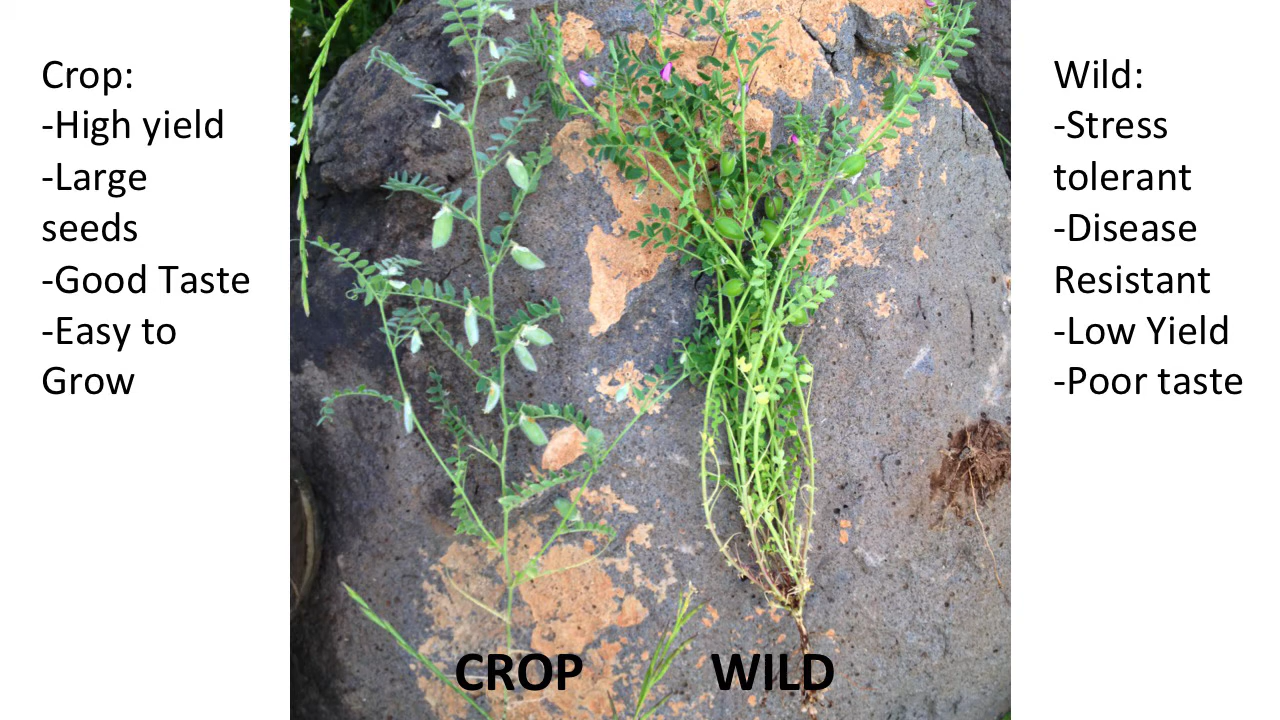 Crop:
-High yield
-Large
seeds
-Good Taste
-Easy to
Grow
Wild:
-Stress
tolerant
-Disease
Resistant
-Low Yield
-Poor taste
CROP
WILD